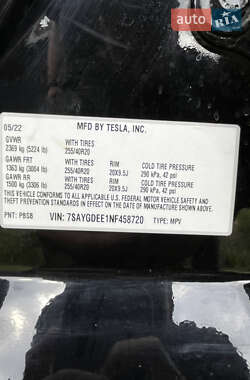 AUTO
RIA
05/22 MFD BY TESLA, INC.
GVWR WITH TIRES
2369 kg (5224 lb) 255/40R20
GAWR FRT WITH TIRES RIM COLD TIRE PRESSURE
1363 kg (3004 lb) 255/40R20 20X9.5J 290 kPa, 42 psi
GAWR RR WITH TIRES RIM COLD TIRE PRESSURE
1500 kg (3306 lb) 255/40R20 20X9.5J 290 kPa, 42 psi
THIS VEHICLE CONFORMS TO ALL APPLICABLE U.S. FEDERAL MOTOR VEHICLE SAFETY AND
THEFT PREVENTION STANDARDS IN EFFECT ON THE DATE OF MANUFACTURE SHOWN ABOVE.
PNT: PBSB VIN: 7SAYGDEE1NF458720 TYPE: MPV